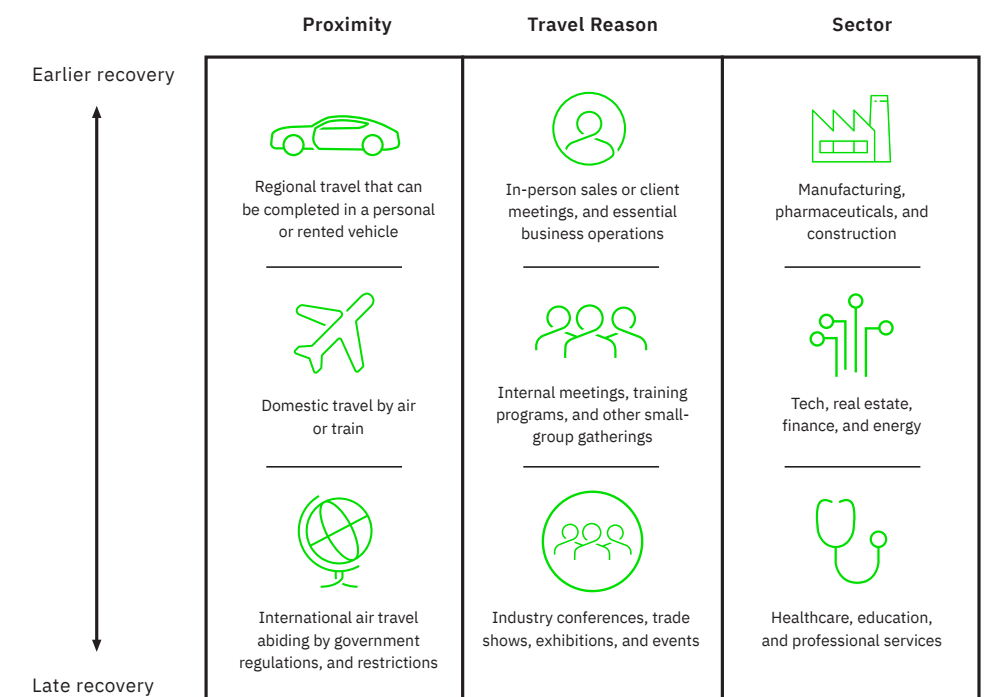 Proximity
Travel Reason
Sector
Earlier recovery
Regional travel that can
be completed in a personal
or rented vehicle
In-person sales or client
meetings, and essential
business operations
Manufacturing,
pharmaceuticals, and
construction
Domestic travel by air
or train
Internal meetings, training
programs, and other small-
group gatherings
Tech, real estate,
finance, and energy
International air travel
abiding by government
regulations, and restrictions
Industry conferences, trade
shows, exhibitions, and events
Healthcare, education,
and professional services
Late recovery